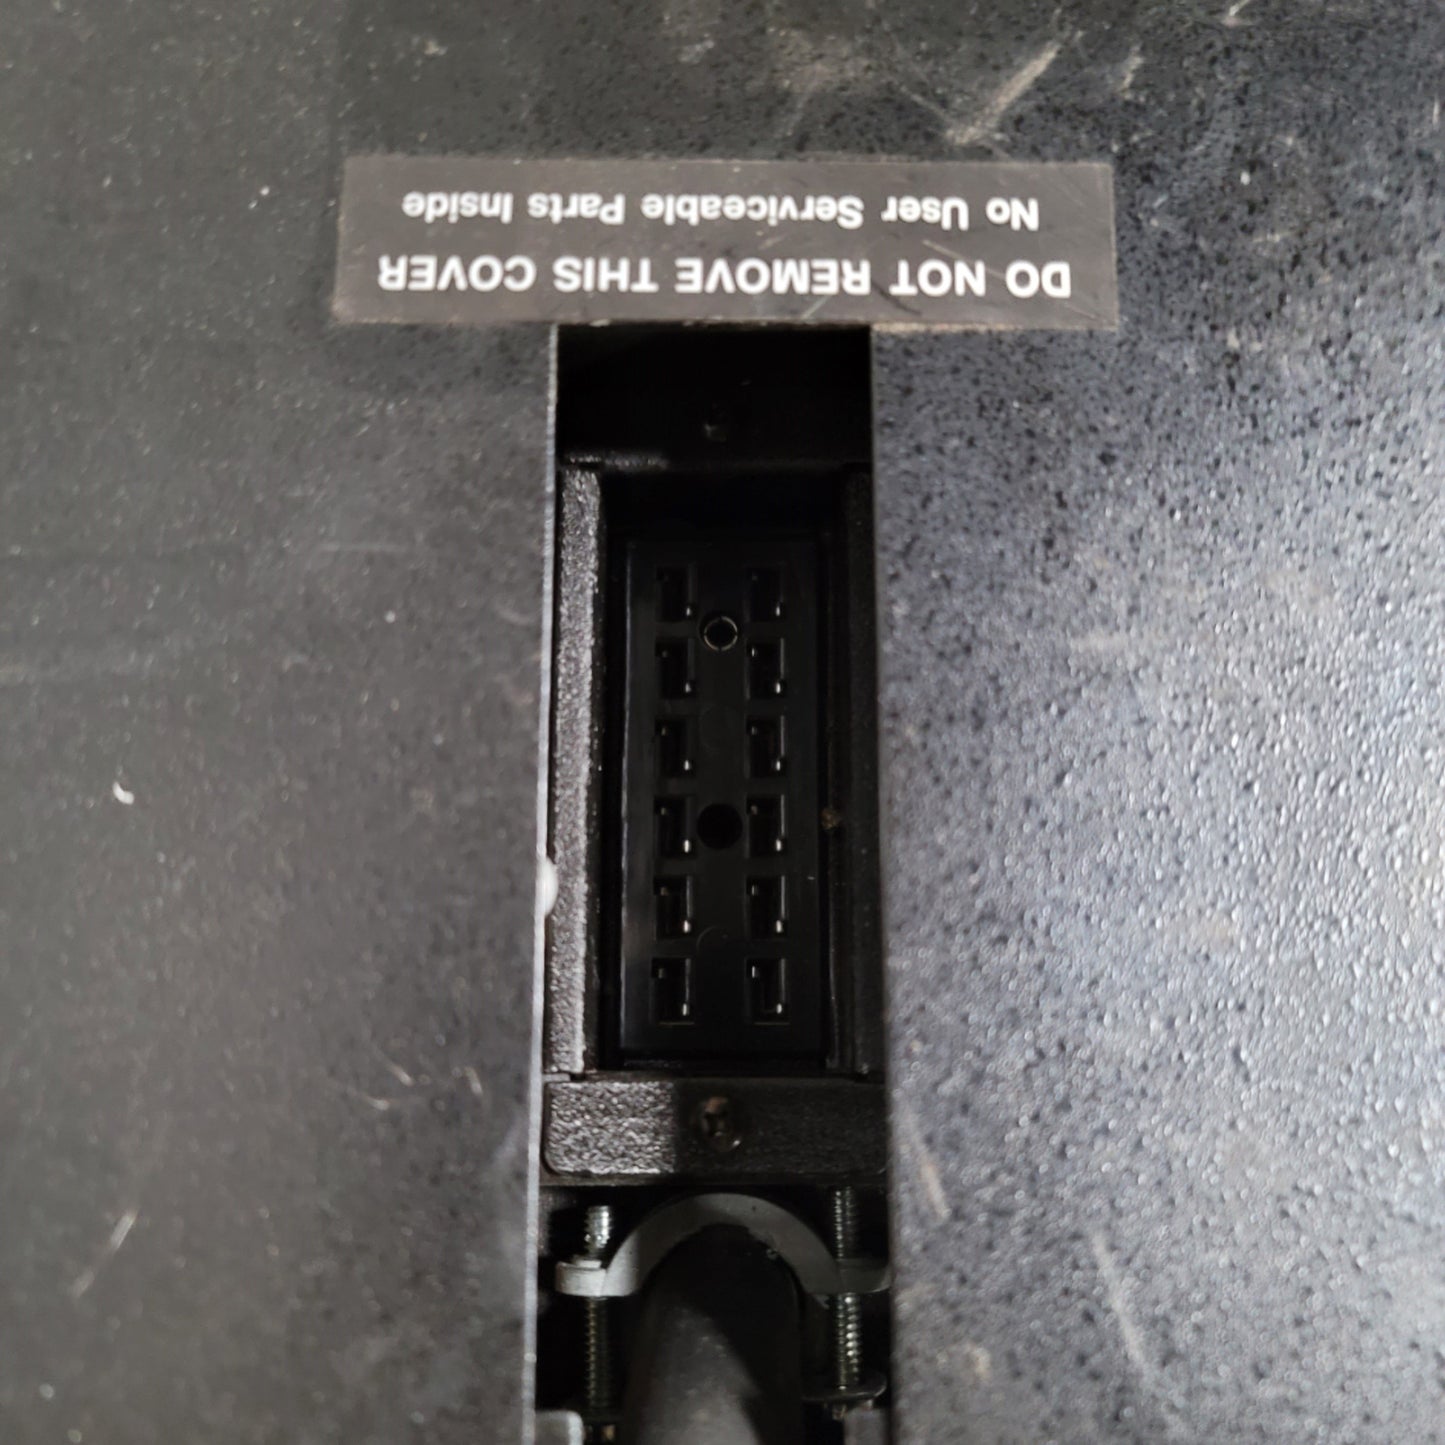 DO NOT REMOVE THIS COVER
No User Serviceable Parts Inside